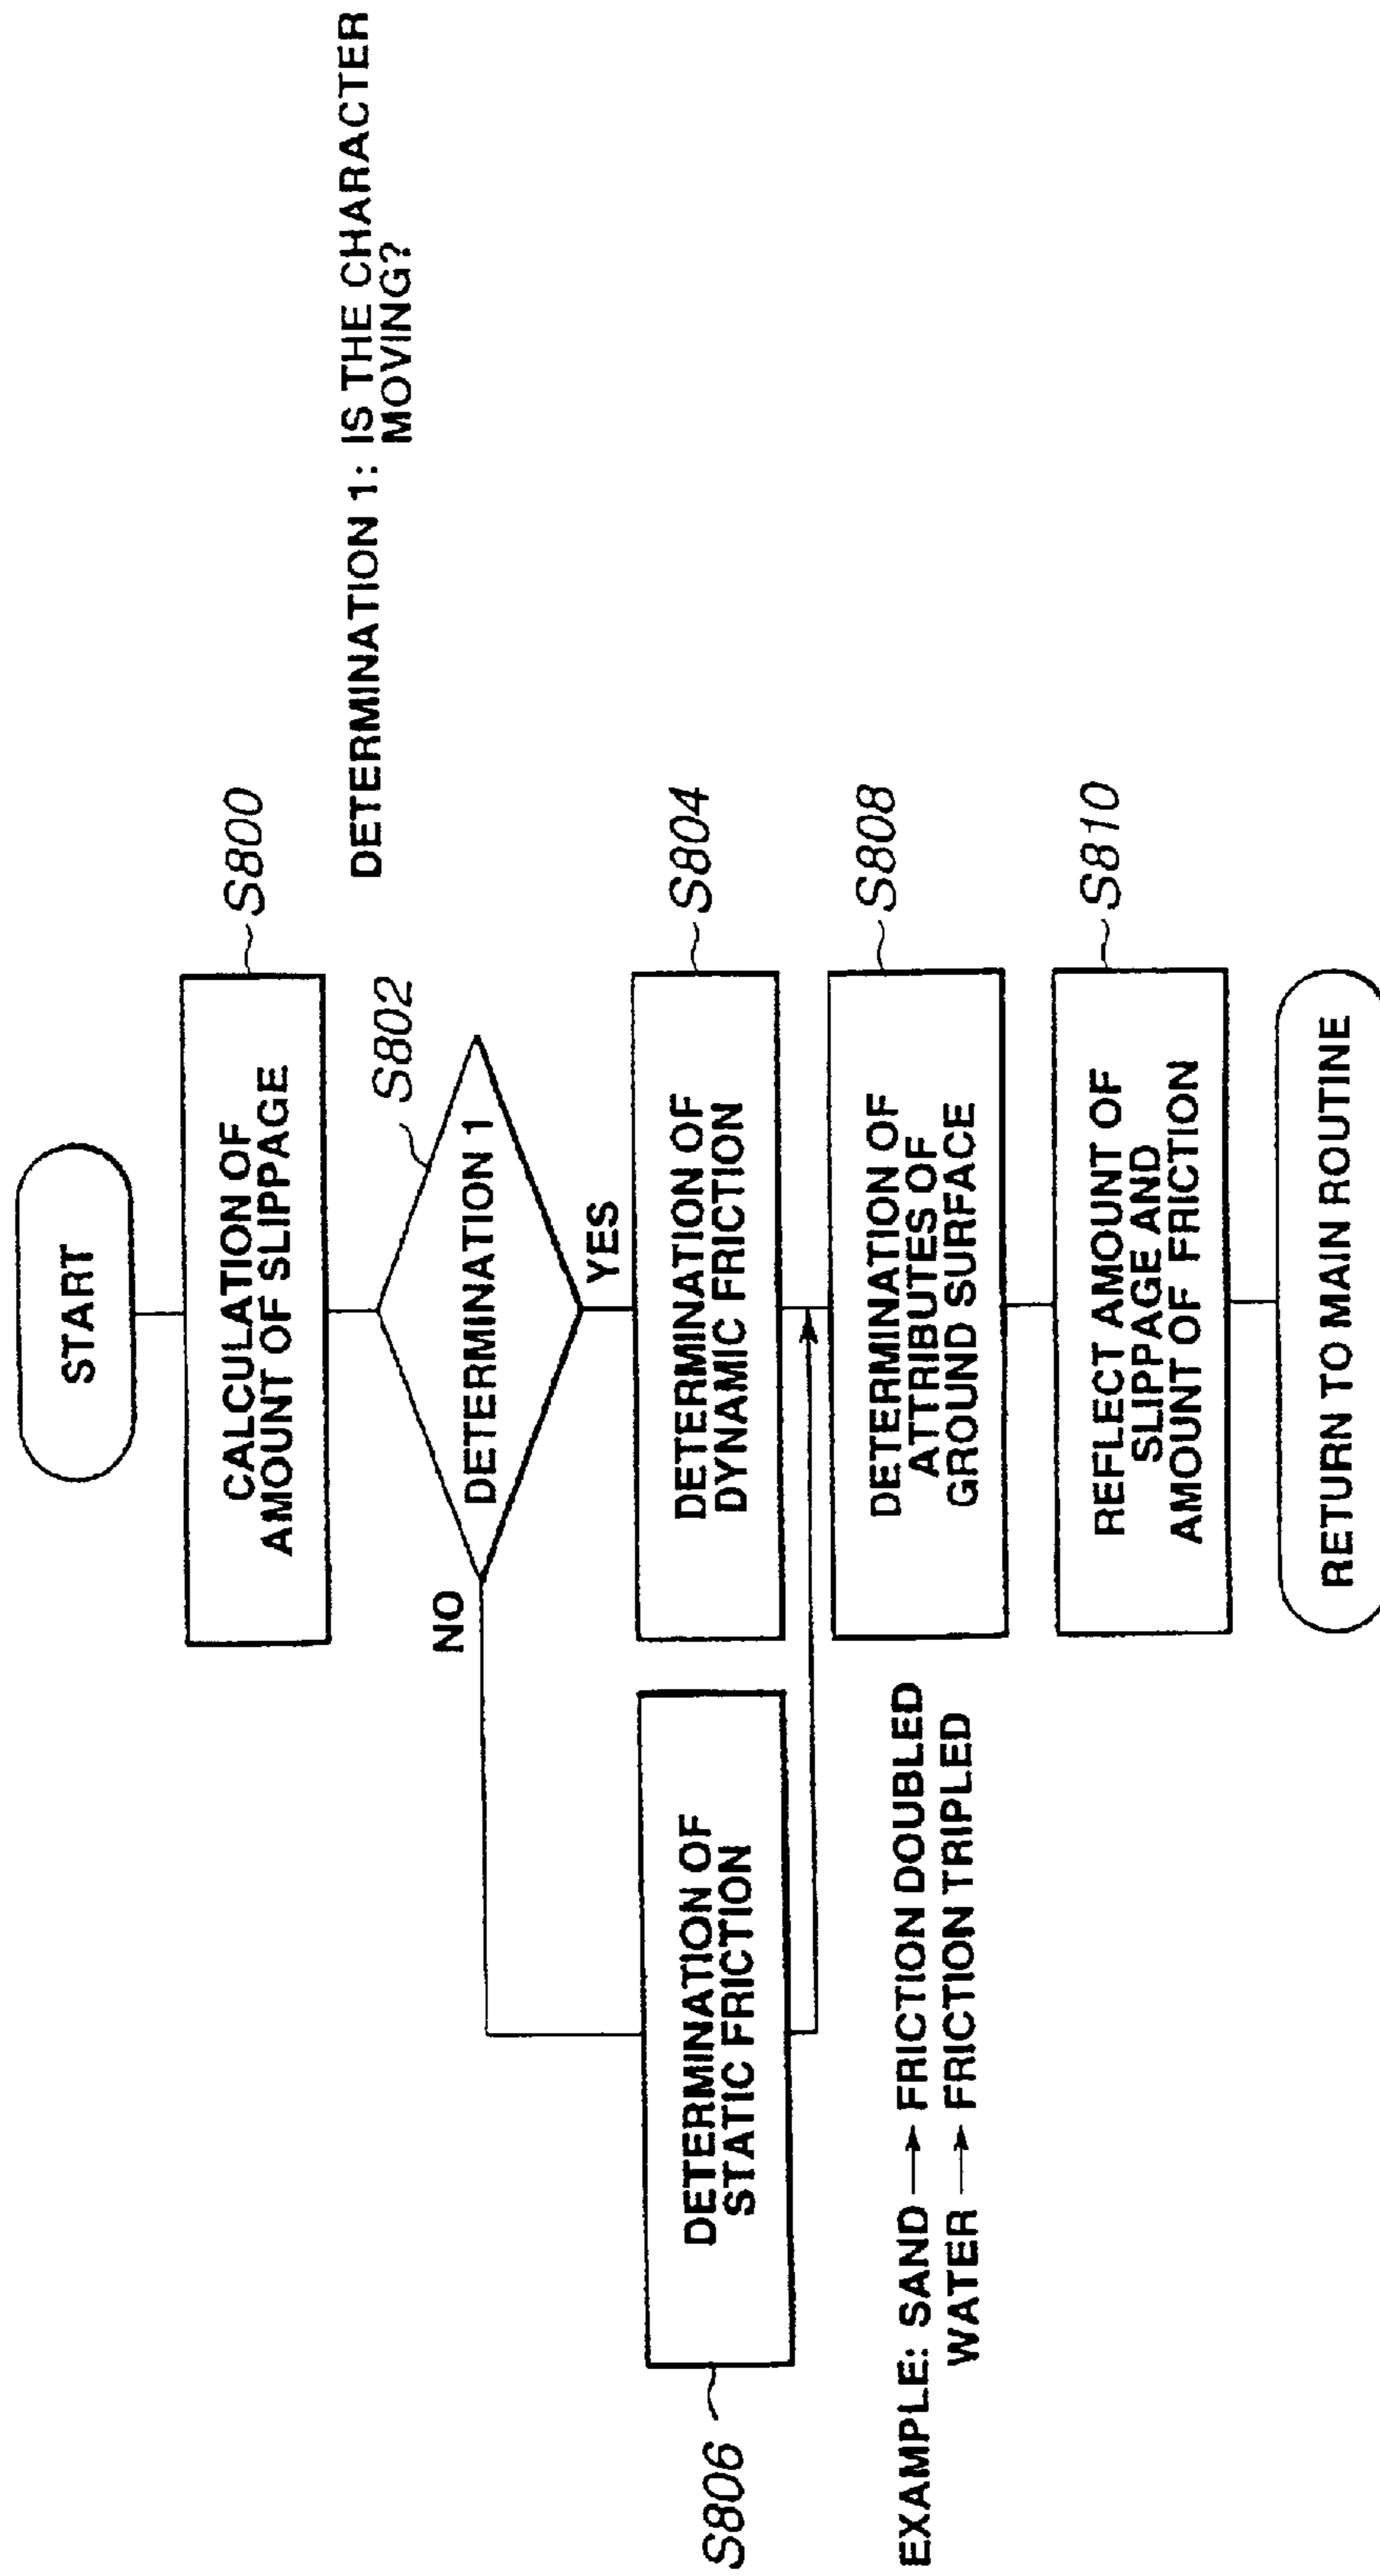 START
CALCULATION OF
AMOUNT OF SLIPPAGE
S800
DETERMINATION 1: IS THE CHARACTER
MOVING?
S802
DETERMINATION 1
NO
YES
DETERMINATION OF
DYNAMIC FRICTION
S804
DETERMINATION OF
STATIC FRICTION
S806
DETERMINATION OF
ATTRIBUTES OF
GROUND SURFACE
S808
EXAMPLE: SAND → FRICTION DOUBLED
WATER → FRICTION TRIPLED
REFLECT AMOUNT OF
SLIPPAGE AND
AMOUNT OF FRICTION
S810
RETURN TO MAIN ROUTINE